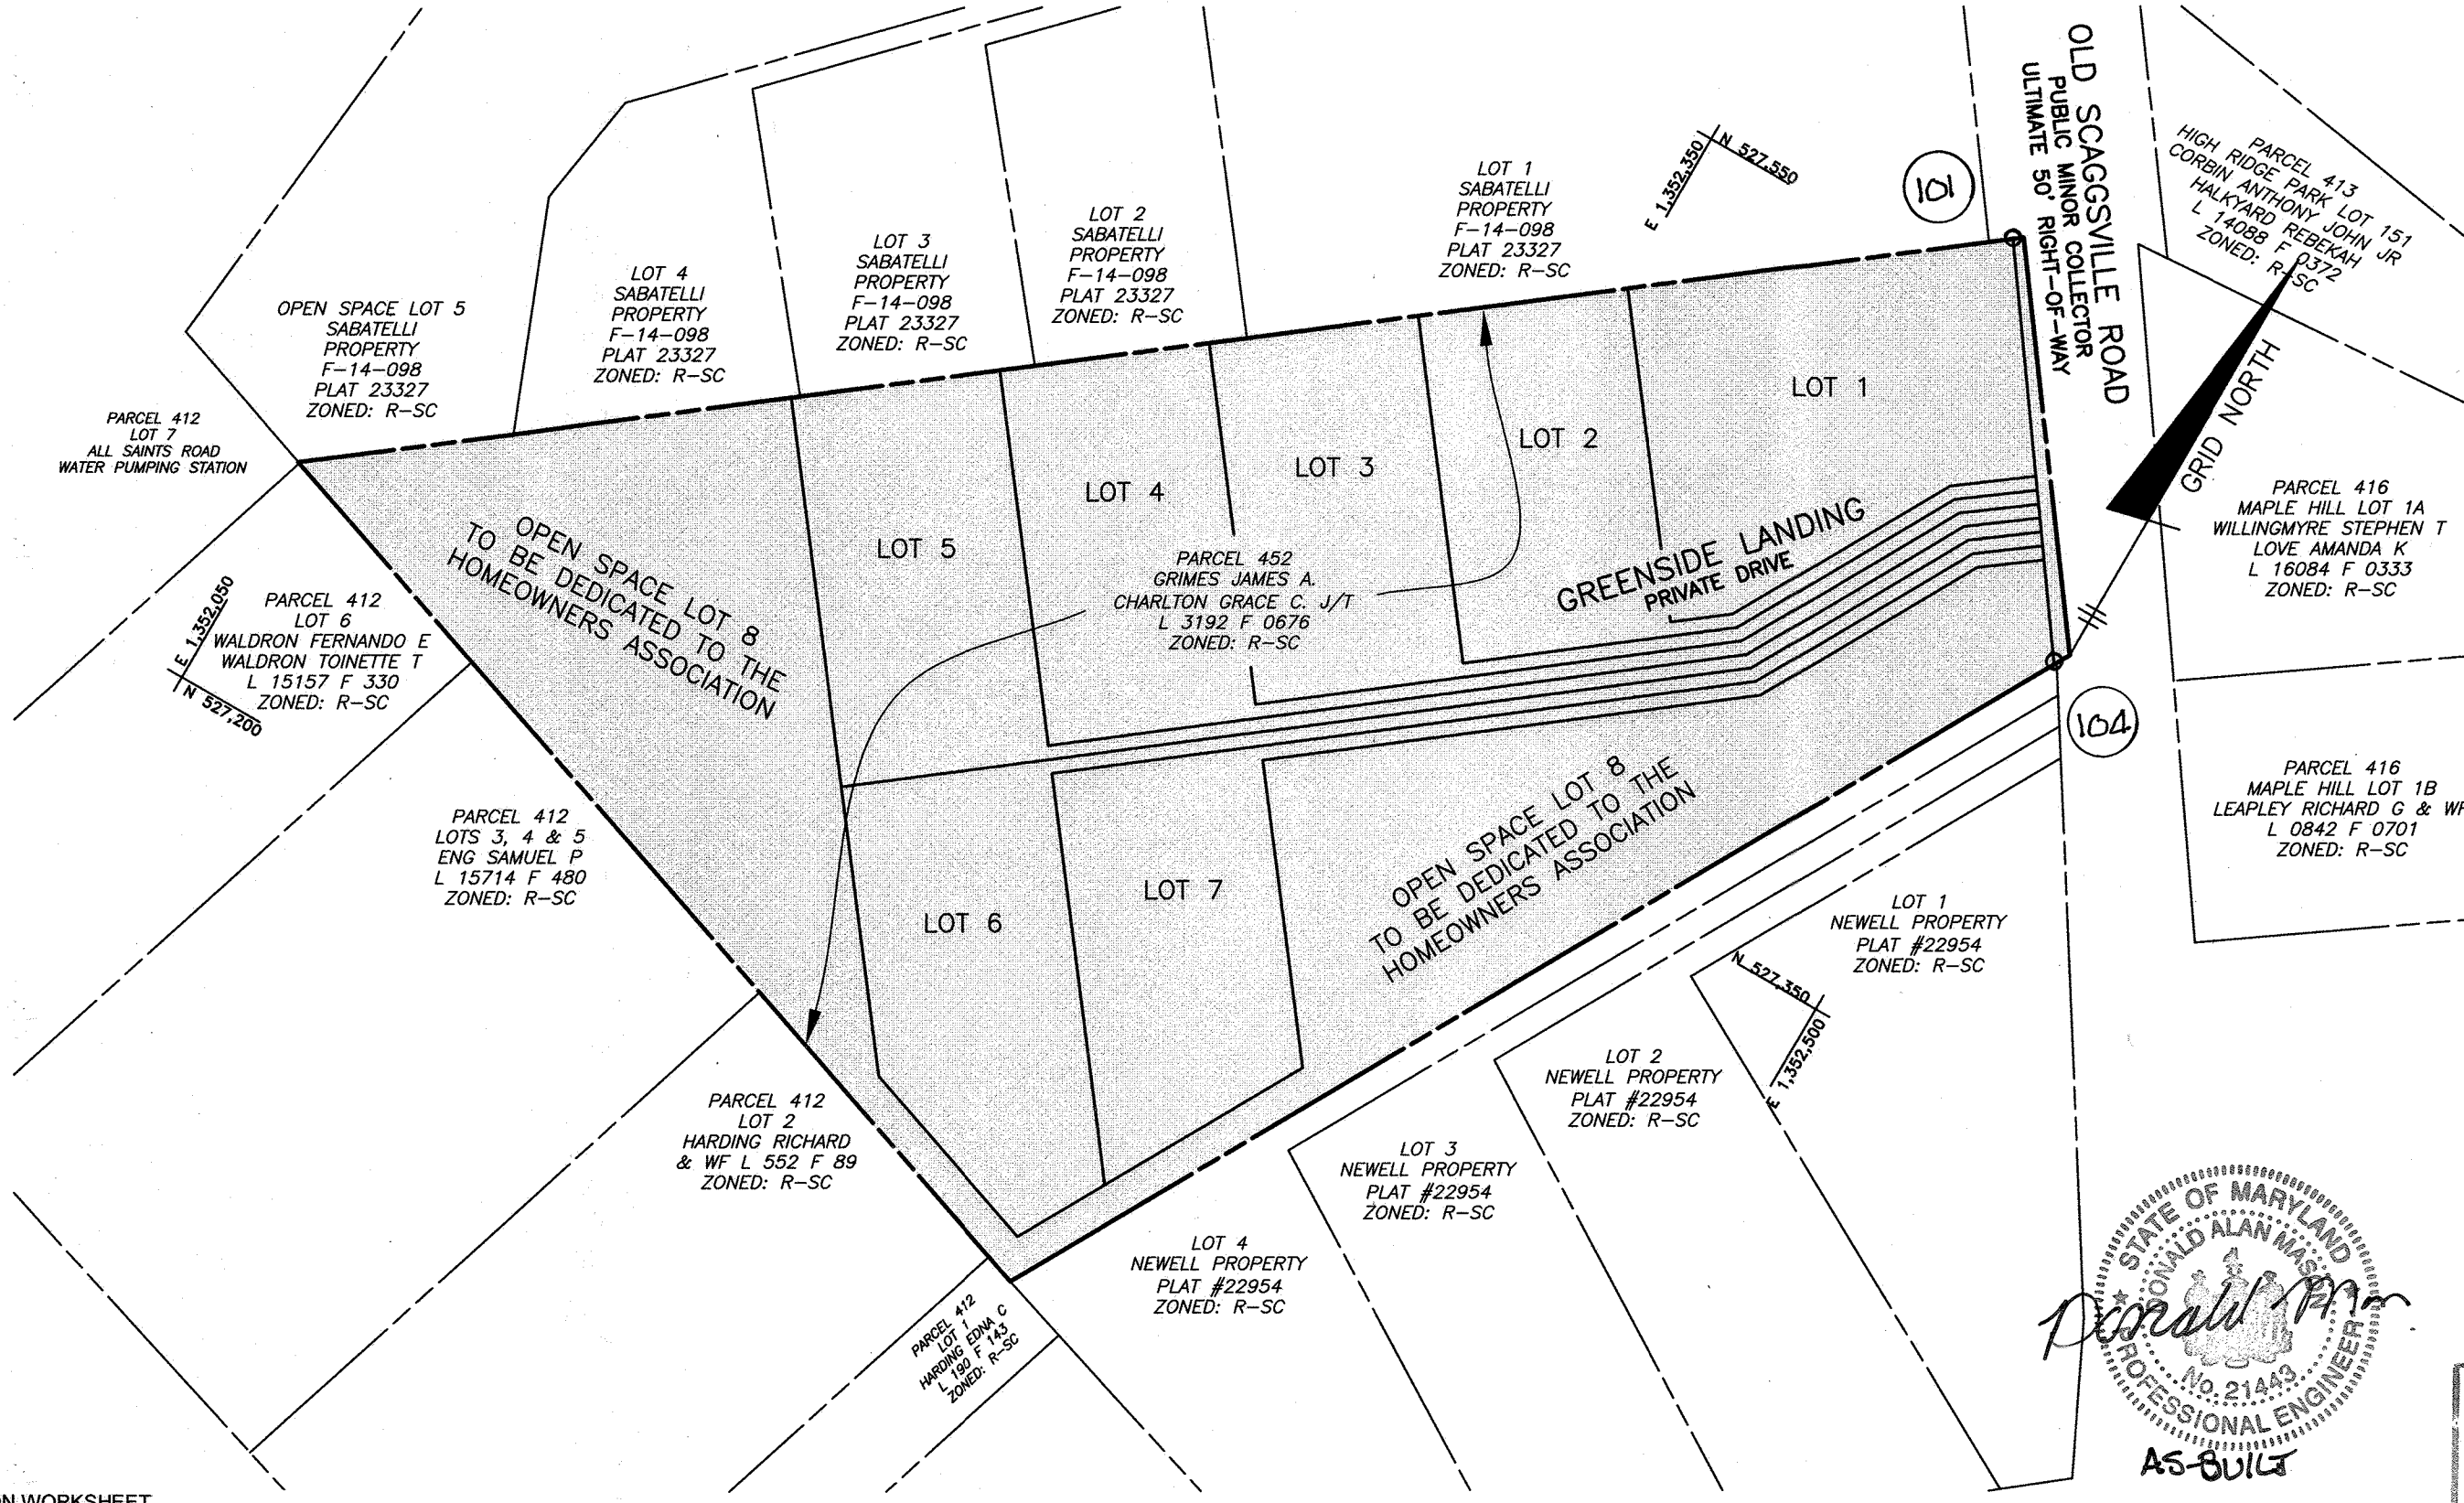 OLD SCAGGSVILLE ROAD
PUBLIC MINOR COLLECTOR
ULTIMATE 50' RIGHT-OF-WAY
PARCEL 413
HIGH RIDGE PARK LOT 151
CORBIN ANTHONY JOHN JR
HALKYARD REBEKAH
L 14088 F 0372
ZONED: R-SC
E 1,352,350
N 527,550
101
LOT 1
SABATELLI
PROPERTY
F-14-098
PLAT 23327
ZONED: R-SC
LOT 2
SABATELLI
PROPERTY
F-14-098
PLAT 23327
ZONED: R-SC
LOT 3
SABATELLI
PROPERTY
F-14-098
PLAT 23327
ZONED: R-SC
LOT 4
SABATELLI
PROPERTY
F-14-098
PLAT 23327
ZONED: R-SC
OPEN SPACE LOT 5
SABATELLI
PROPERTY
F-14-098
PLAT 23327
ZONED: R-SC
PARCEL 412
LOT 7
ALL SAINTS ROAD
WATER PUMPING STATION
GRID NORTH
LOT 1
LOT 2
LOT 3
LOT 4
LOT 5
OPEN SPACE LOT 8
TO BE DEDICATED TO THE
HOMEOWNERS ASSOCIATION
PARCEL 452
GRIMES JAMES A.
CHARLTON GRACE C. J/T
L 3192 F 0676
ZONED: R-SC
GREENSIDE LANDING
PRIVATE DRIVE
PARCEL 416
MAPLE HILL LOT 1A
WILLINGMYRE STEPHEN T
LOVE AMANDA K
L 16084 F 0333
ZONED: R-SC
E 1,352,050
N 527,200
PARCEL 412
LOT 6
WALDRON FERNANDO E
WALDRON TOINETTE T
L 15157 F 330
ZONED: R-SC
104
PARCEL 416
MAPLE HILL LOT 1B
LEAPLEY RICHARD G & WF
L 0842 F 0701
ZONED: R-SC
PARCEL 412
LOTS 3, 4 & 5
ENG SAMUEL P
L 15714 F 480
ZONED: R-SC
LOT 6
LOT 7
OPEN SPACE LOT 8
TO BE DEDICATED TO THE
HOMEOWNERS ASSOCIATION
LOT 1
NEWELL PROPERTY
PLAT #22954
ZONED: R-SC
N 527,350
E 1,352,500
LOT 2
NEWELL PROPERTY
PLAT #22954
ZONED: R-SC
PARCEL 412
LOT 2
HARDING RICHARD
& WF L 552 F 89
ZONED: R-SC
LOT 3
NEWELL PROPERTY
PLAT #22954
ZONED: R-SC
LOT 4
NEWELL PROPERTY
PLAT #22954
ZONED: R-SC
PARCEL 412
LOT 1
HARDING EDNA C
L 190 F 143
ZONED: R-SC
STATE OF MARYLAND
DONALD ALAN MASON
No. 21443
PROFESSIONAL ENGINEER
Donald Mason
AS-BUILT
ON WORKSHEET